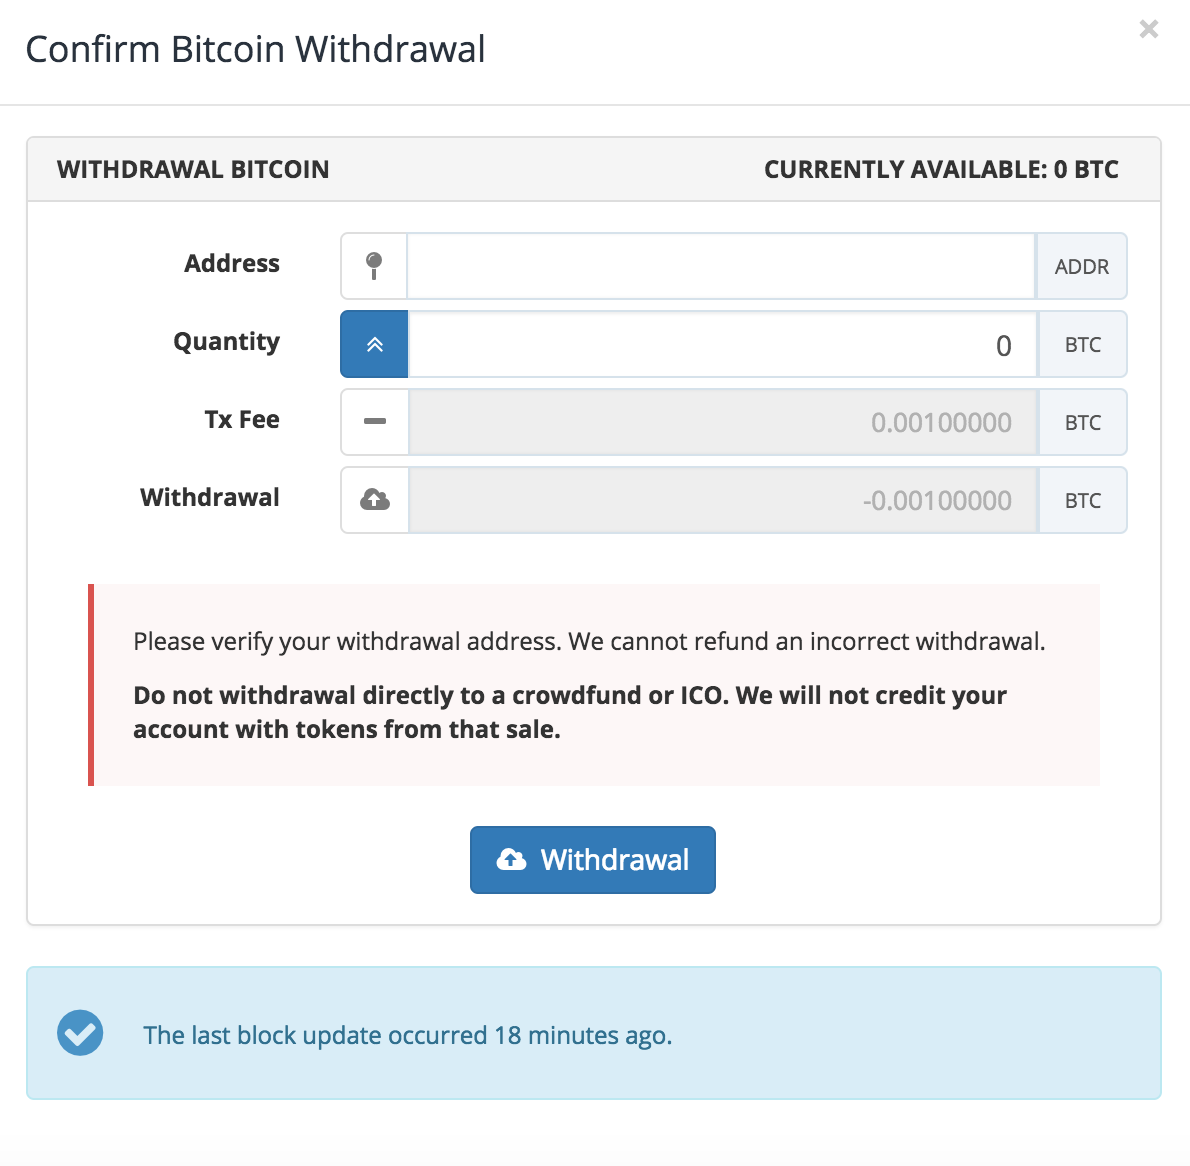 Confirm Bitcoin Withdrawal
×
WITHDRAWAL BITCOIN CURRENTLY AVAILABLE: 0 BTC
Address ADDR
Quantity 0 BTC
Tx Fee 0.00100000 BTC
Withdrawal -0.00100000 BTC
Please verify your withdrawal address. We cannot refund an incorrect withdrawal.
Do not withdrawal directly to a crowdfund or ICO. We will not credit your
account with tokens from that sale.
Withdrawal
The last block update occurred 18 minutes ago.